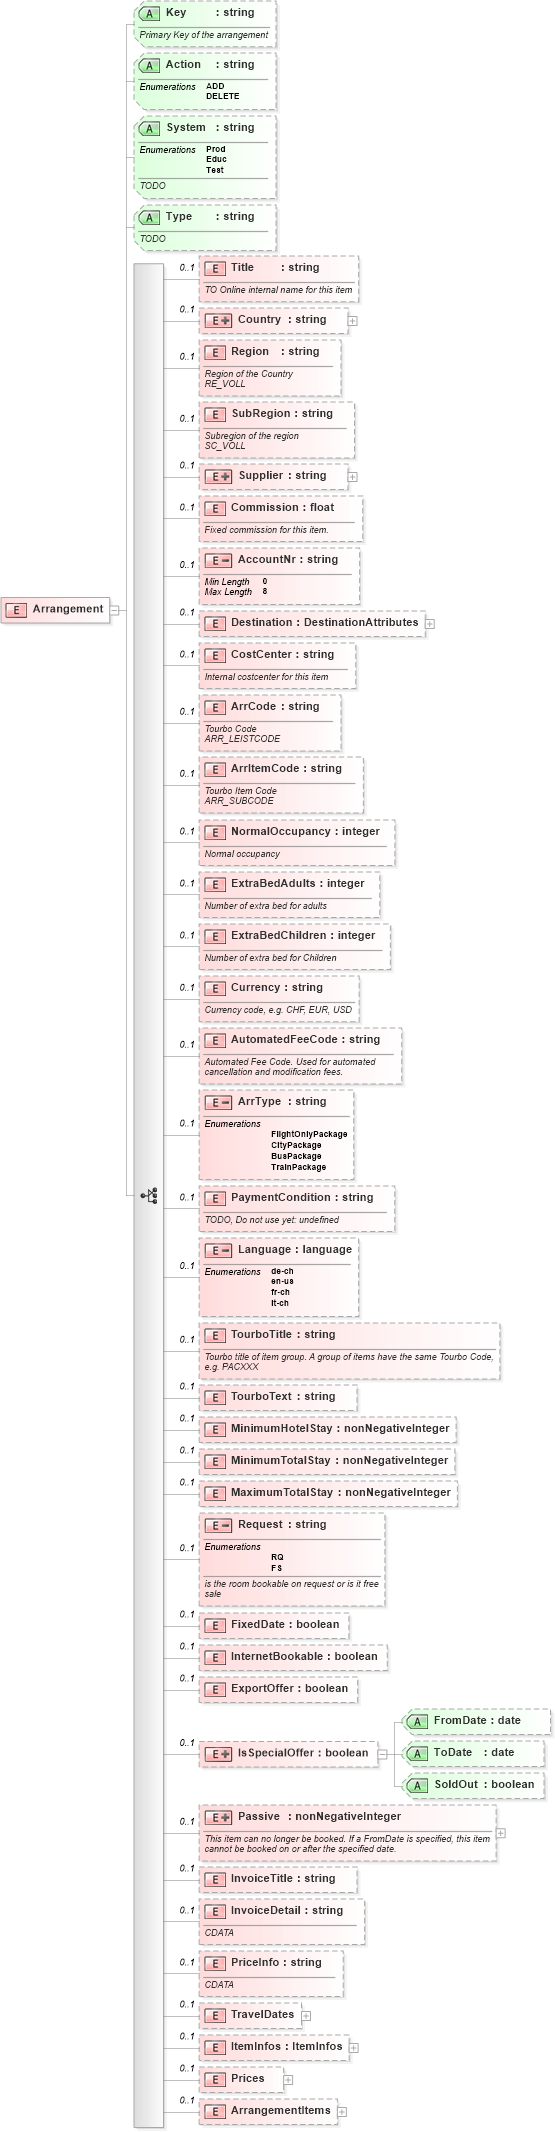 A Key : string
Primary Key of the arrangement
A Action : string
Enumerations ADD
DELETE
A System : string
Enumerations Prod
Educ
Test
TODO
A Type : string
TODO
0..1 E Title : string
TO Online internal name for this item
0..1 E Country : string
0..1 E Region : string
Region of the Country
RE_VOLL
0..1 E SubRegion : string
Subregion of the region
SC_VOLL
0..1 E Supplier : string
0..1 E Commission : float
Fixed commission for this item.
0..1 E AccountNr : string
Min Length 0
Max Length 8
E Arrangement
0..1 E Destination : DestinationAttributes
0..1 E CostCenter : string
Internal costcenter for this item
0..1 E ArrCode : string
Tourbo Code
ARR_LEISTCODE
0..1 E ArrItemCode : string
Tourbo Item Code
ARR_SUBCODE
0..1 E NormalOccupancy : integer
Normal occupancy
0..1 E ExtraBedAdults : integer
Number of extra bed for adults
0..1 E ExtraBedChildren : integer
Number of extra bed for Children
0..1 E Currency : string
Currency code, e.g. CHF, EUR, USD
0..1 E AutomatedFeeCode : string
Automated Fee Code. Used for automated
cancellation and modification fees.
0..1 E ArrType : string
Enumerations
FlightOnlyPackage
CityPackage
BusPackage
TrainPackage
0..1 E PaymentCondition : string
TODO, Do not use yet: undefined
0..1 E Language : language
Enumerations de-ch
en-us
fr-ch
it-ch
0..1 E TourboTitle : string
Tourbo title of item group. A group of items have the same Tourbo Code,
e.g. PACXXX
0..1 E TourboText : string
0..1 E MinimumHotelStay : nonNegativeInteger
0..1 E MinimumTotalStay : nonNegativeInteger
0..1 E MaximumTotalStay : nonNegativeInteger
0..1 E Request : string
Enumerations
RQ
FS
is the room bookable on request or is it free
sale
0..1 E FixedDate : boolean
0..1 E InternetBookable : boolean
0..1 E ExportOffer : boolean
A FromDate : date
0..1 E IsSpecialOffer : boolean A ToDate : date
A SoldOut : boolean
0..1 E Passive : nonNegativeInteger
This item can no longer be booked. If a FromDate is specified, this item
cannot be booked on or after the specified date.
0..1 E InvoiceTitle : string
0..1 E InvoiceDetail : string
CDATA
0..1 E PriceInfo : string
CDATA
0..1 E TravelDates
0..1 E ItemInfos : ItemInfos
0..1 E Prices
0..1 E ArrangementItems